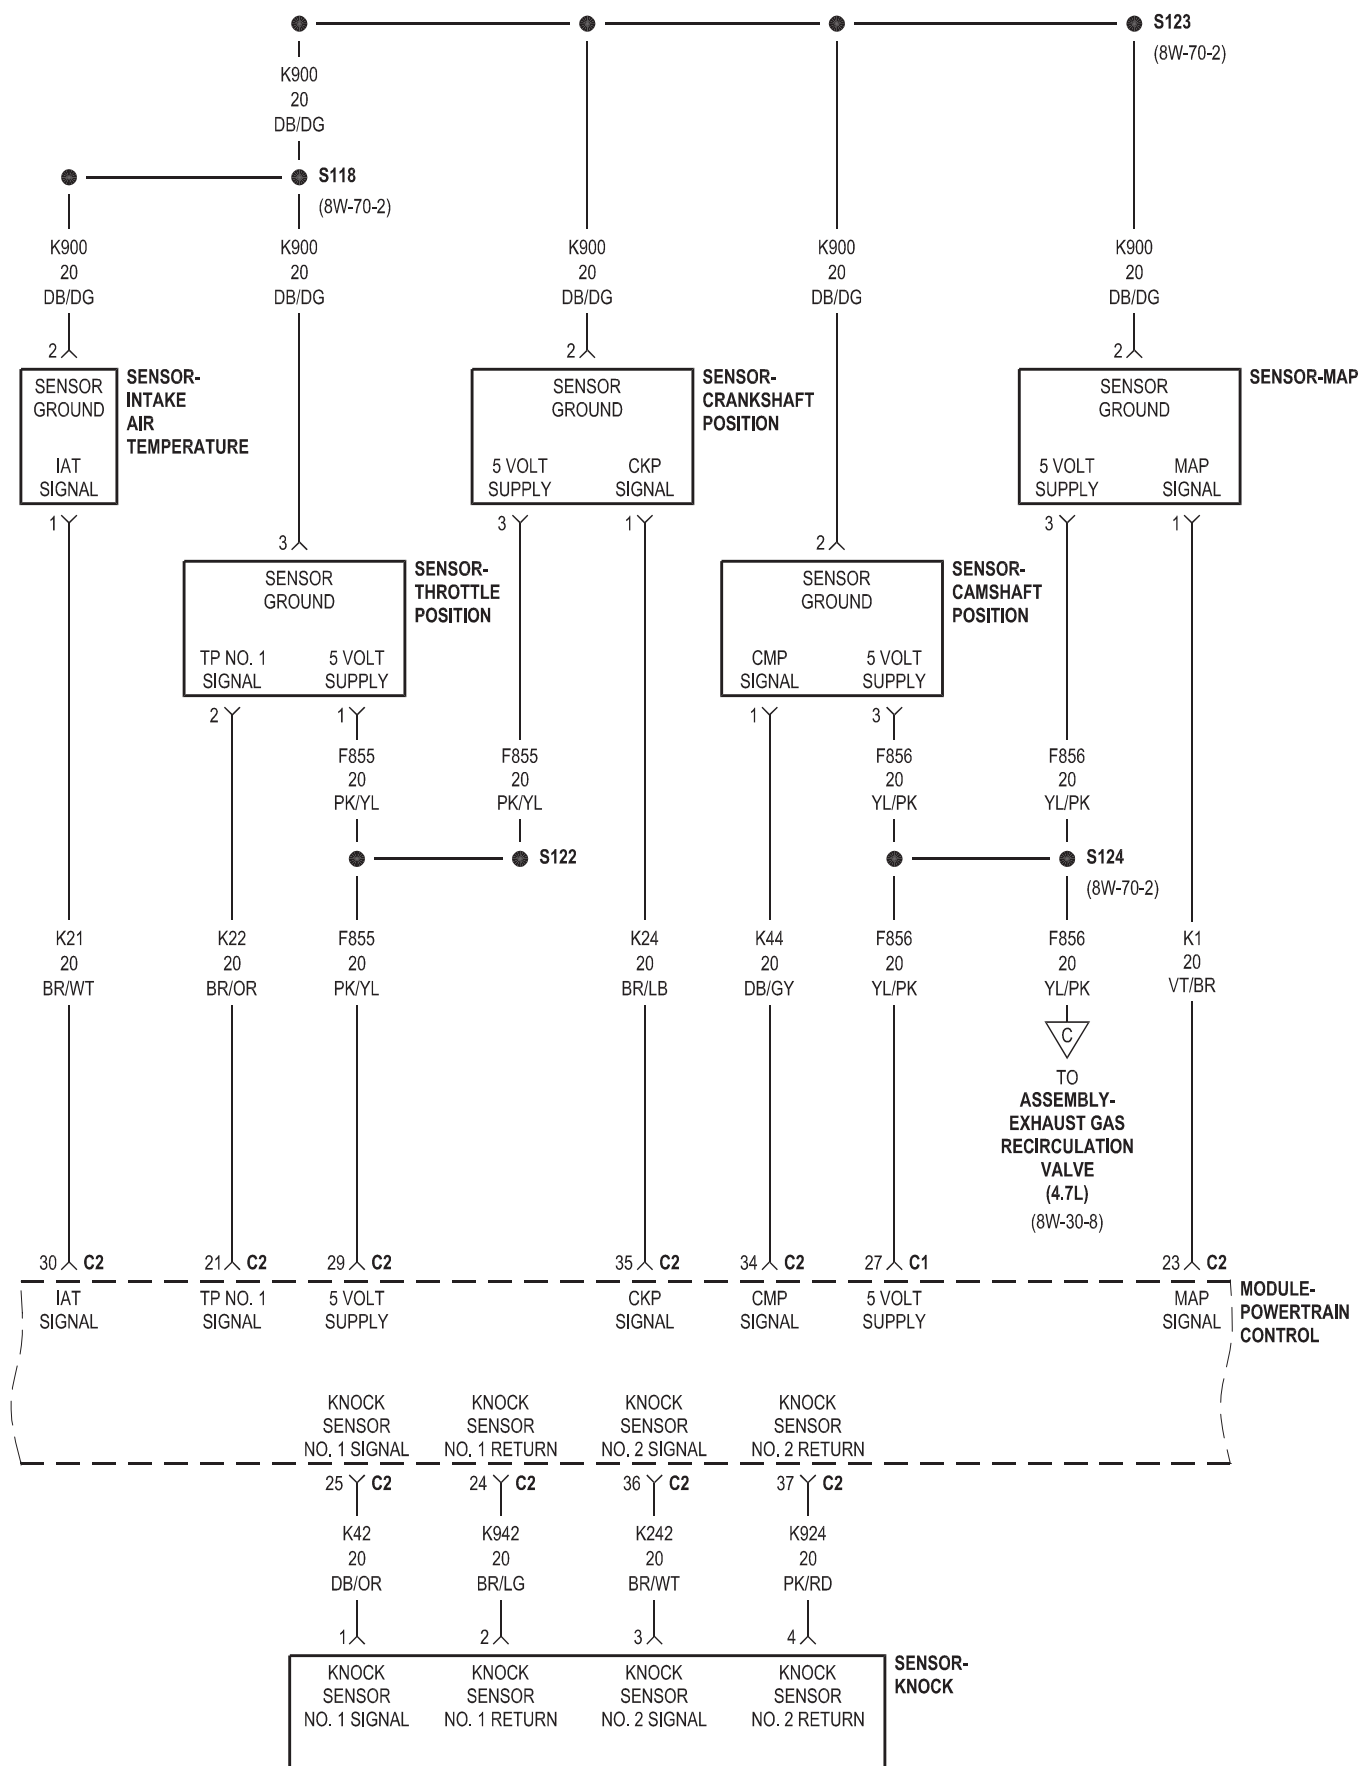 S123
(8W-70-2)
K900
20
DB/DG
S118
(8W-70-2)
K900
20
DB/DG
K900
20
DB/DG
K900
20
DB/DG
K900
20
DB/DG
K900
20
DB/DG
2
2
2
SENSOR
GROUND
IAT
SIGNAL
SENSOR-
INTAKE
AIR
TEMPERATURE
SENSOR
GROUND
5 VOLT
SUPPLY
CKP
SIGNAL
SENSOR-
CRANKSHAFT
POSITION
SENSOR
GROUND
5 VOLT
SUPPLY
MAP
SIGNAL
SENSOR-MAP
1
3
1
3
1
3
2
SENSOR
GROUND
TP NO. 1
SIGNAL
5 VOLT
SUPPLY
SENSOR-
THROTTLE
POSITION
SENSOR
GROUND
CMP
SIGNAL
5 VOLT
SUPPLY
SENSOR-
CAMSHAFT
POSITION
2
1
1
3
F855
20
PK/YL
F855
20
PK/YL
F856
20
YL/PK
F856
20
YL/PK
S122
S124
(8W-70-2)
K21
20
BR/WT
K22
20
BR/OR
F855
20
PK/YL
K24
20
BR/LB
K44
20
DB/GY
F856
20
YL/PK
F856
20
YL/PK
K1
20
VT/BR
C
TO
ASSEMBLY-
EXHAUST GAS
RECIRCULATION
VALVE
(4.7L)
(8W-30-8)
30 C2
21 C2
29 C2
35 C2
34 C2
27 C1
23 C2
IAT
SIGNAL
TP NO. 1
SIGNAL
5 VOLT
SUPPLY
CKP
SIGNAL
CMP
SIGNAL
5 VOLT
SUPPLY
MAP
SIGNAL
MODULE-
POWERTRAIN
CONTROL
KNOCK
SENSOR
NO. 1 SIGNAL
KNOCK
SENSOR
NO. 1 RETURN
KNOCK
SENSOR
NO. 2 SIGNAL
KNOCK
SENSOR
NO. 2 RETURN
25 C2
24 C2
36 C2
37 C2
K42
20
DB/OR
K942
20
BR/LG
K242
20
BR/WT
K924
20
PK/RD
1
2
3
4
KNOCK
SENSOR
NO. 1 SIGNAL
KNOCK
SENSOR
NO. 1 RETURN
KNOCK
SENSOR
NO. 2 SIGNAL
KNOCK
SENSOR
NO. 2 RETURN
SENSOR-
KNOCK